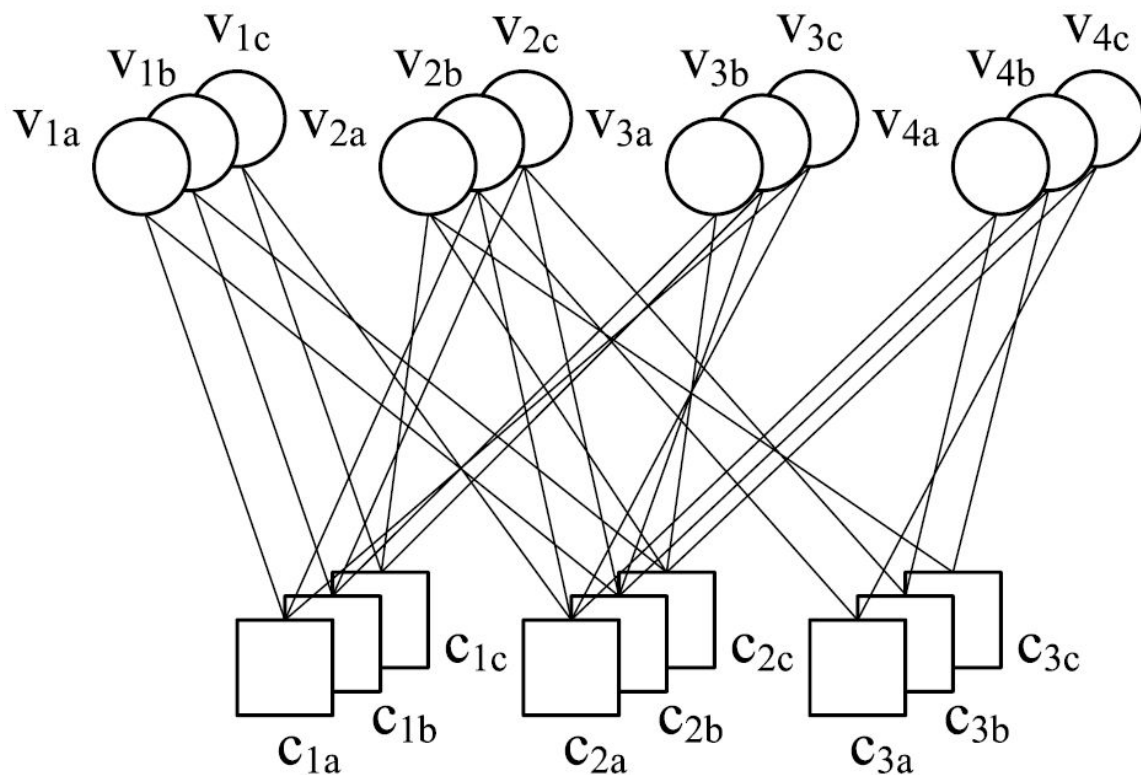 v1c v2c v3c v4c
v1b v2b v3b v4b
v1a v2a v3a v4a
c1c c2c c3c
c1b c2b c3b
c1a c2a c3a